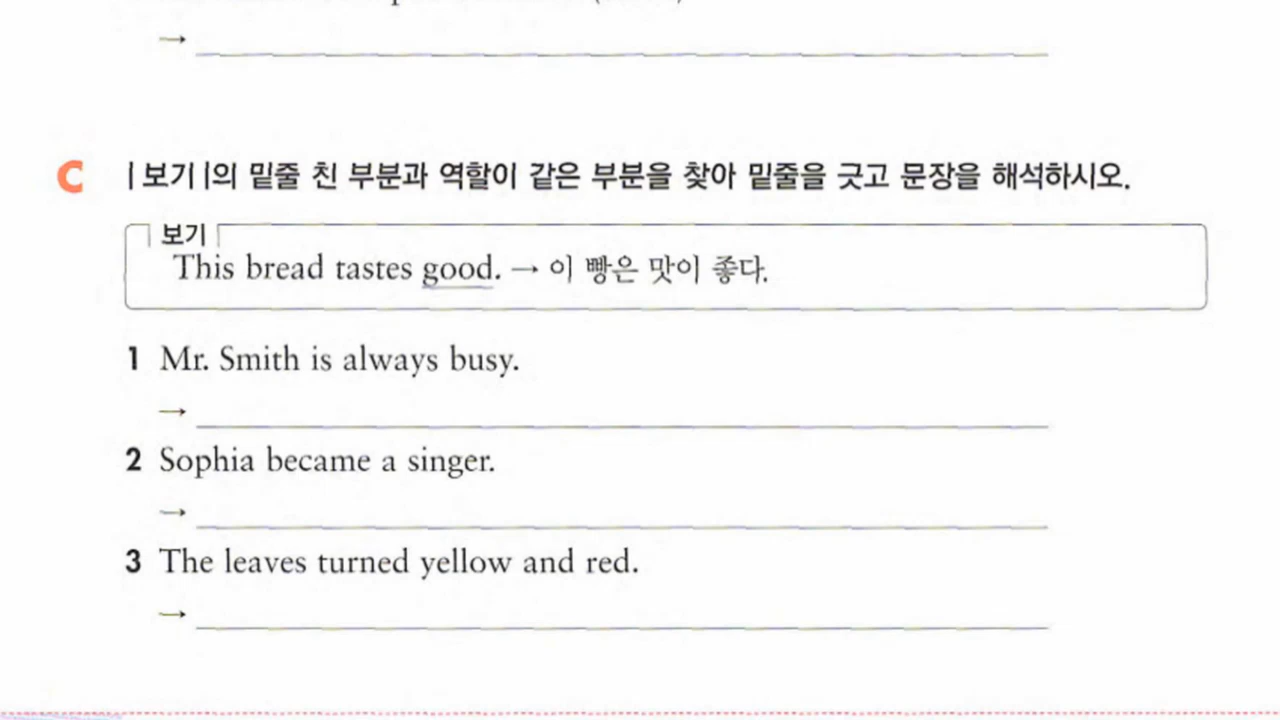 →
C |보기|의 밑줄 친 부분과 역할이 같은 부분을 찾아 밑줄을 긋고 문장을 해석하시오.
보기
This bread tastes good. → 이 빵은 맛이 좋다.
1 Mr. Smith is always busy.
→
2 Sophia became a singer.
→
3 The leaves turned yellow and red.
→